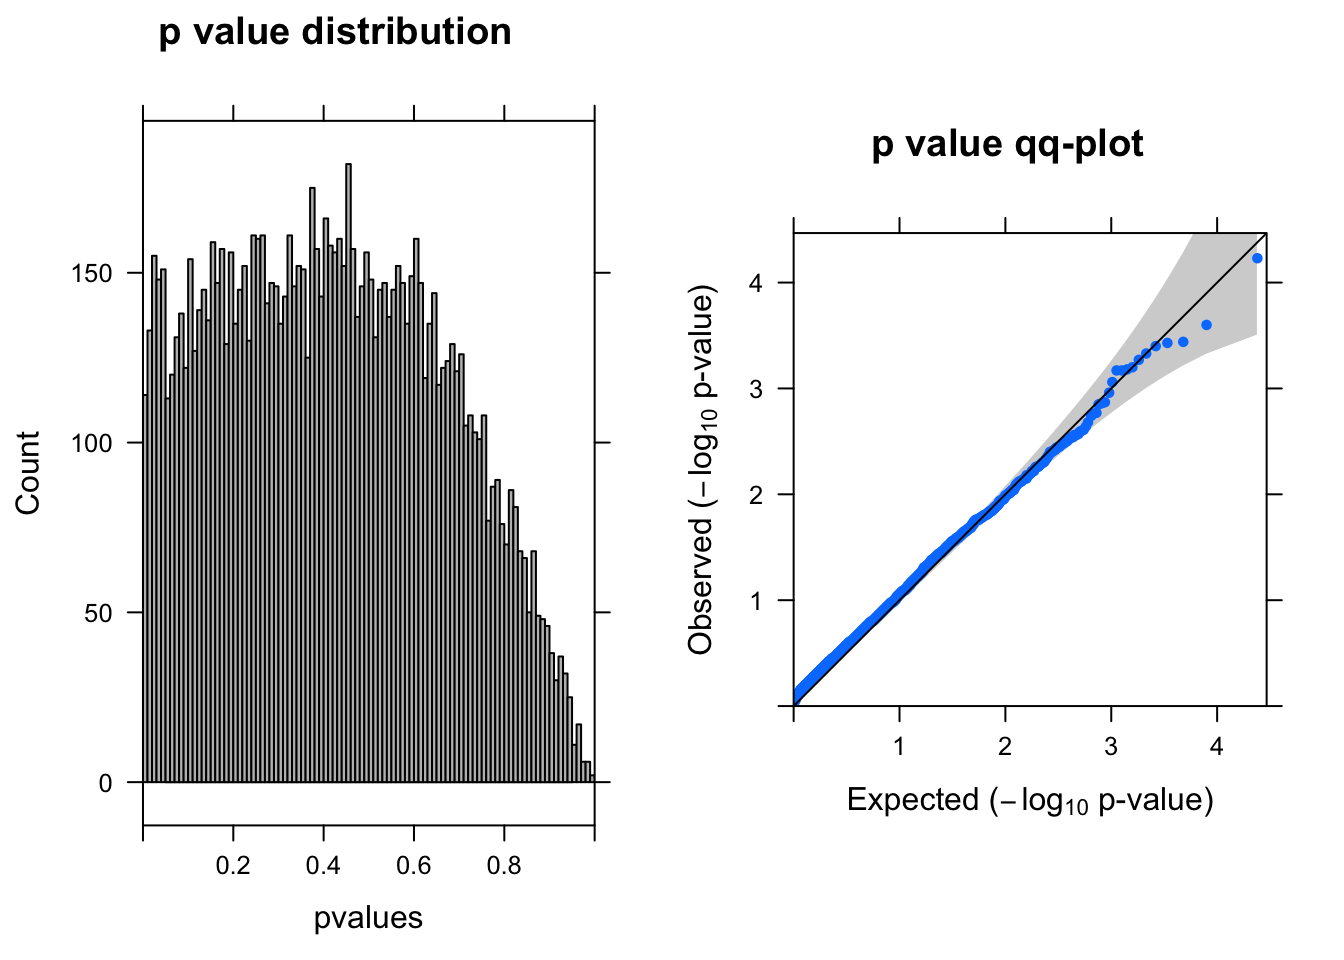 p value distribution
Count
150
100
50
0
0.2 0.4 0.6 0.8
pvalues
p value qq-plot
Observed (−log10 p-value)
4
3
2
1
1 2 3 4
Expected (−log10 p-value)